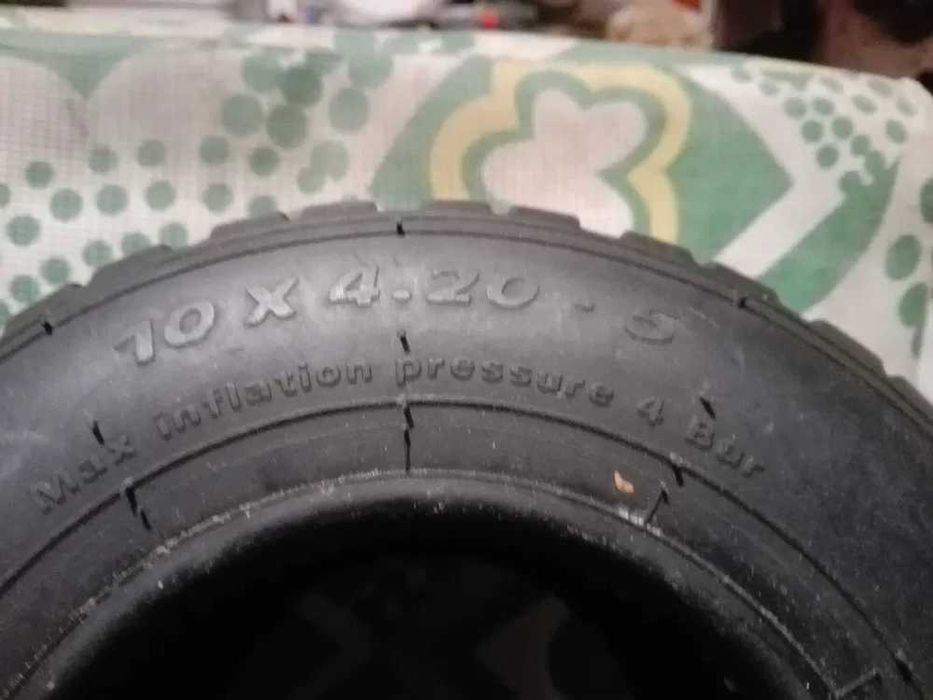 10 X 4.20 - 5
Max inflation pressure 4 Bar